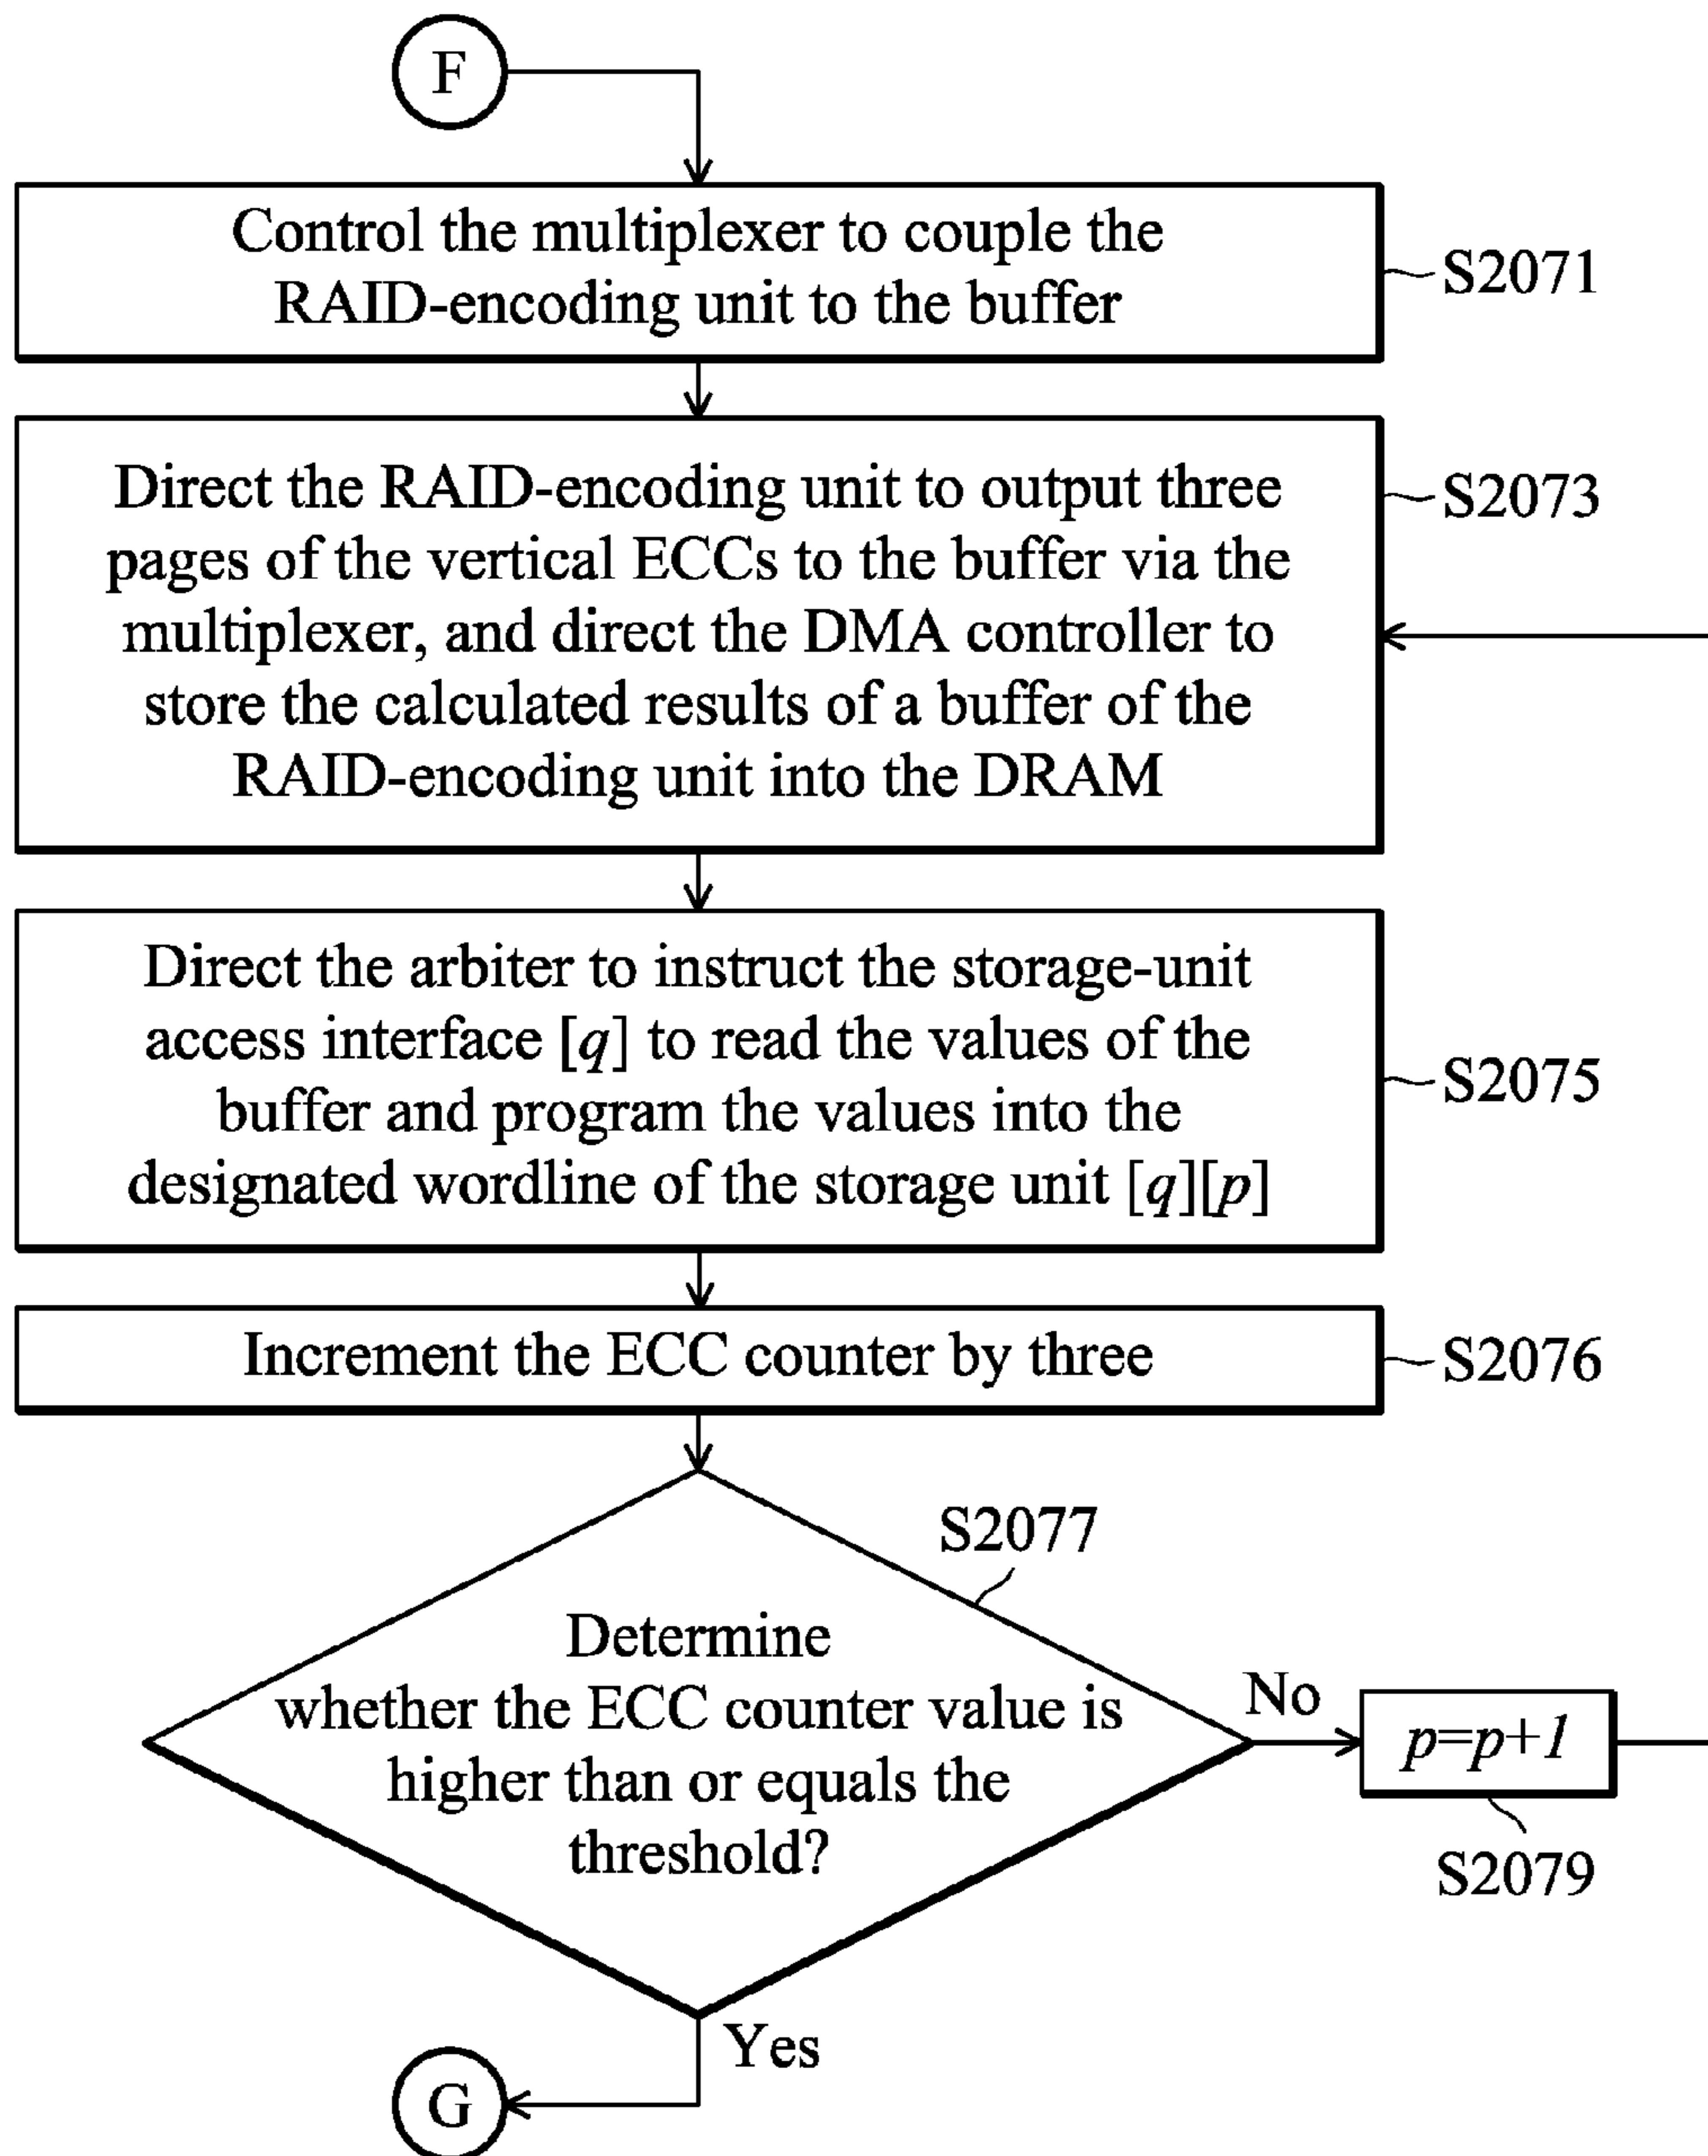 F
Control the multiplexer to couple the
RAID-encoding unit to the buffer
S2071
Direct the RAID-encoding unit to output three
pages of the vertical ECCs to the buffer via the
multiplexer, and direct the DMA controller to
store the calculated results of a buffer of the
RAID-encoding unit into the DRAM
S2073
Direct the arbiter to instruct the storage-unit
access interface [q] to read the values of the
buffer and program the values into the
designated wordline of the storage unit [q][p]
S2075
Increment the ECC counter by three
S2076
S2077
Determine
whether the ECC counter value is
higher than or equals the
threshold?
No
p=p+1
S2079
Yes
G